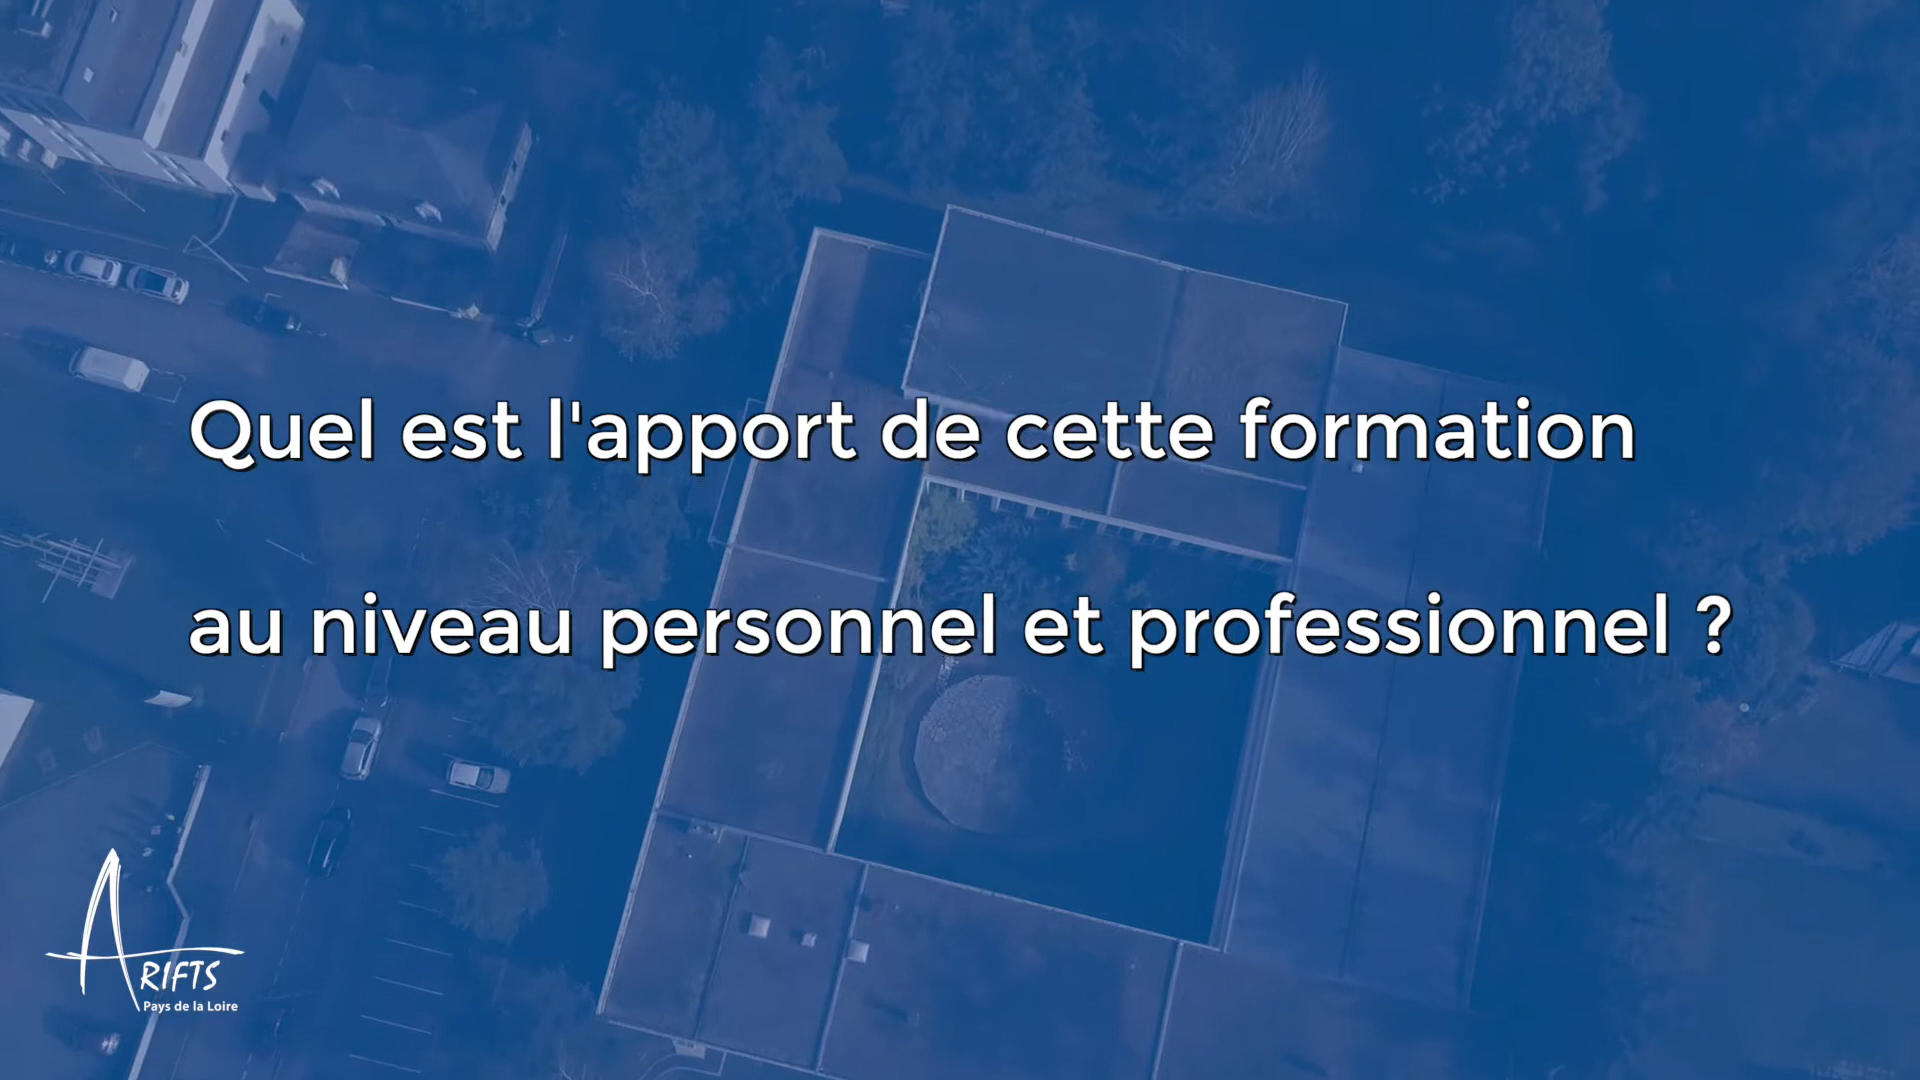 Quel est l'apport de cette formation
au niveau personnel et professionnel ?
ARIFTS
Pays de la Loire